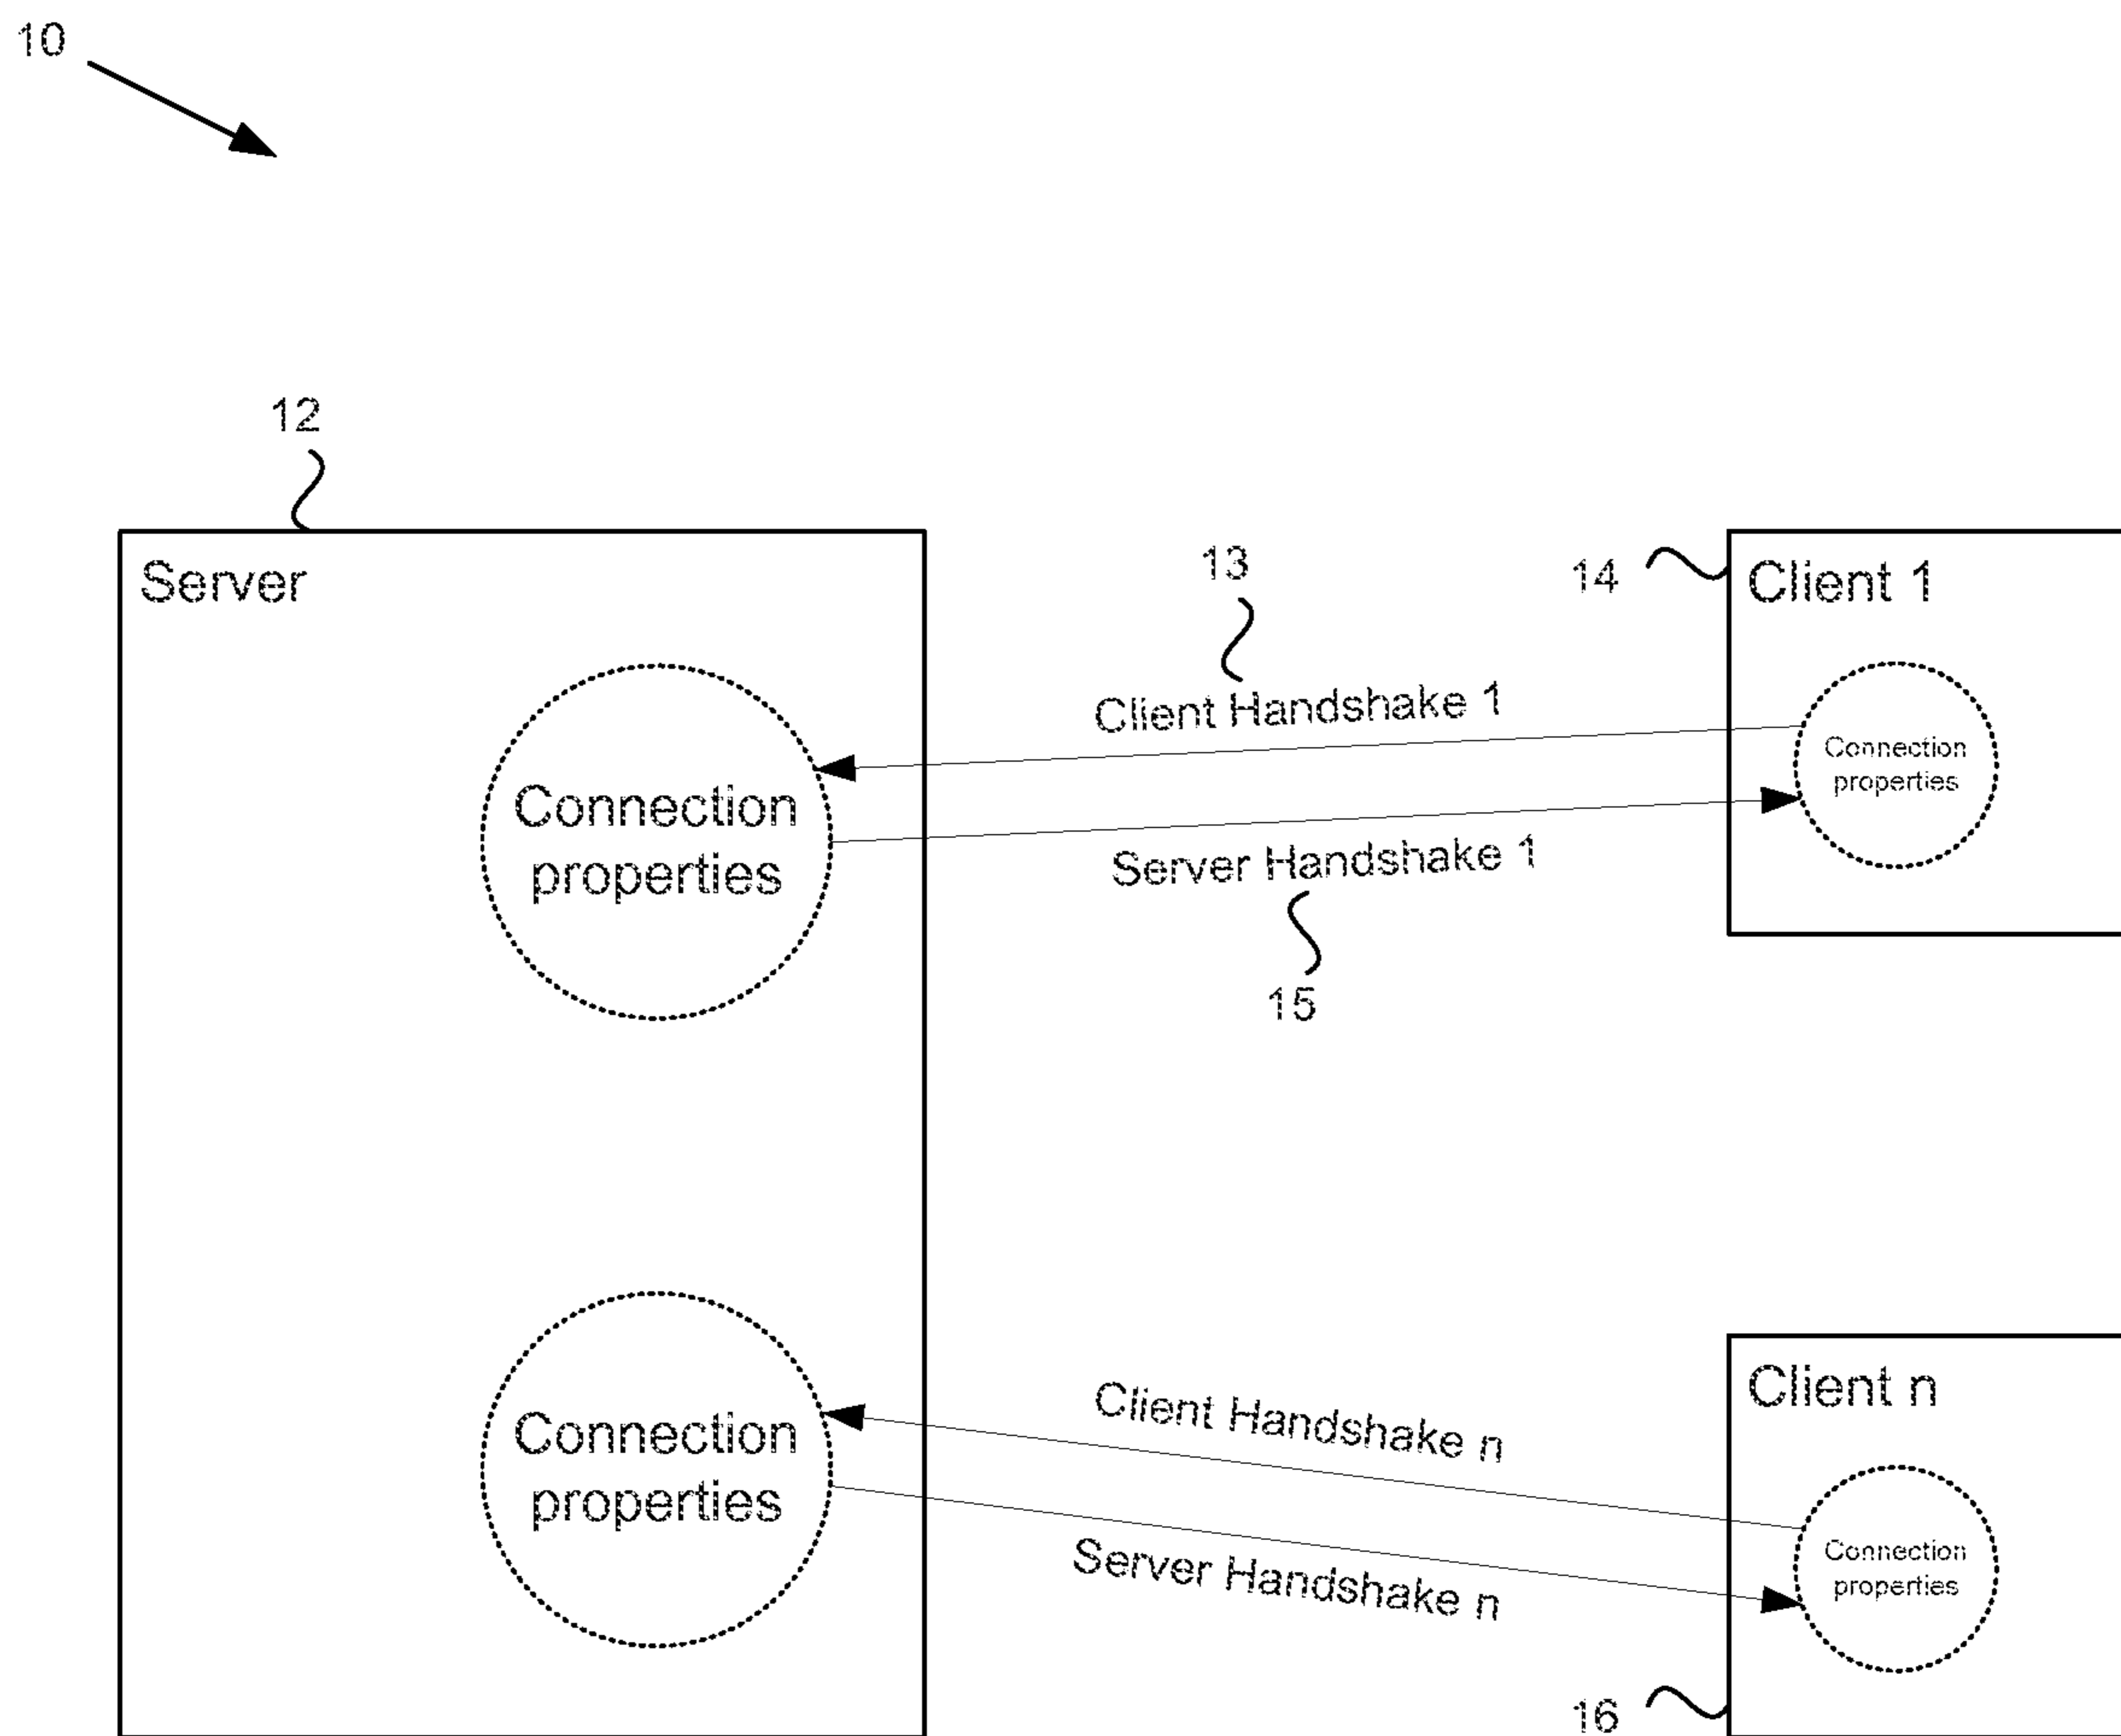 10
12
Server
13
14
Client 1
Client Handshake 1
Connection
properties
Connection
properties
Server Handshake 1
15
Client n
Client Handshake n
Connection
properties
Connection
properties
Server Handshake n
16